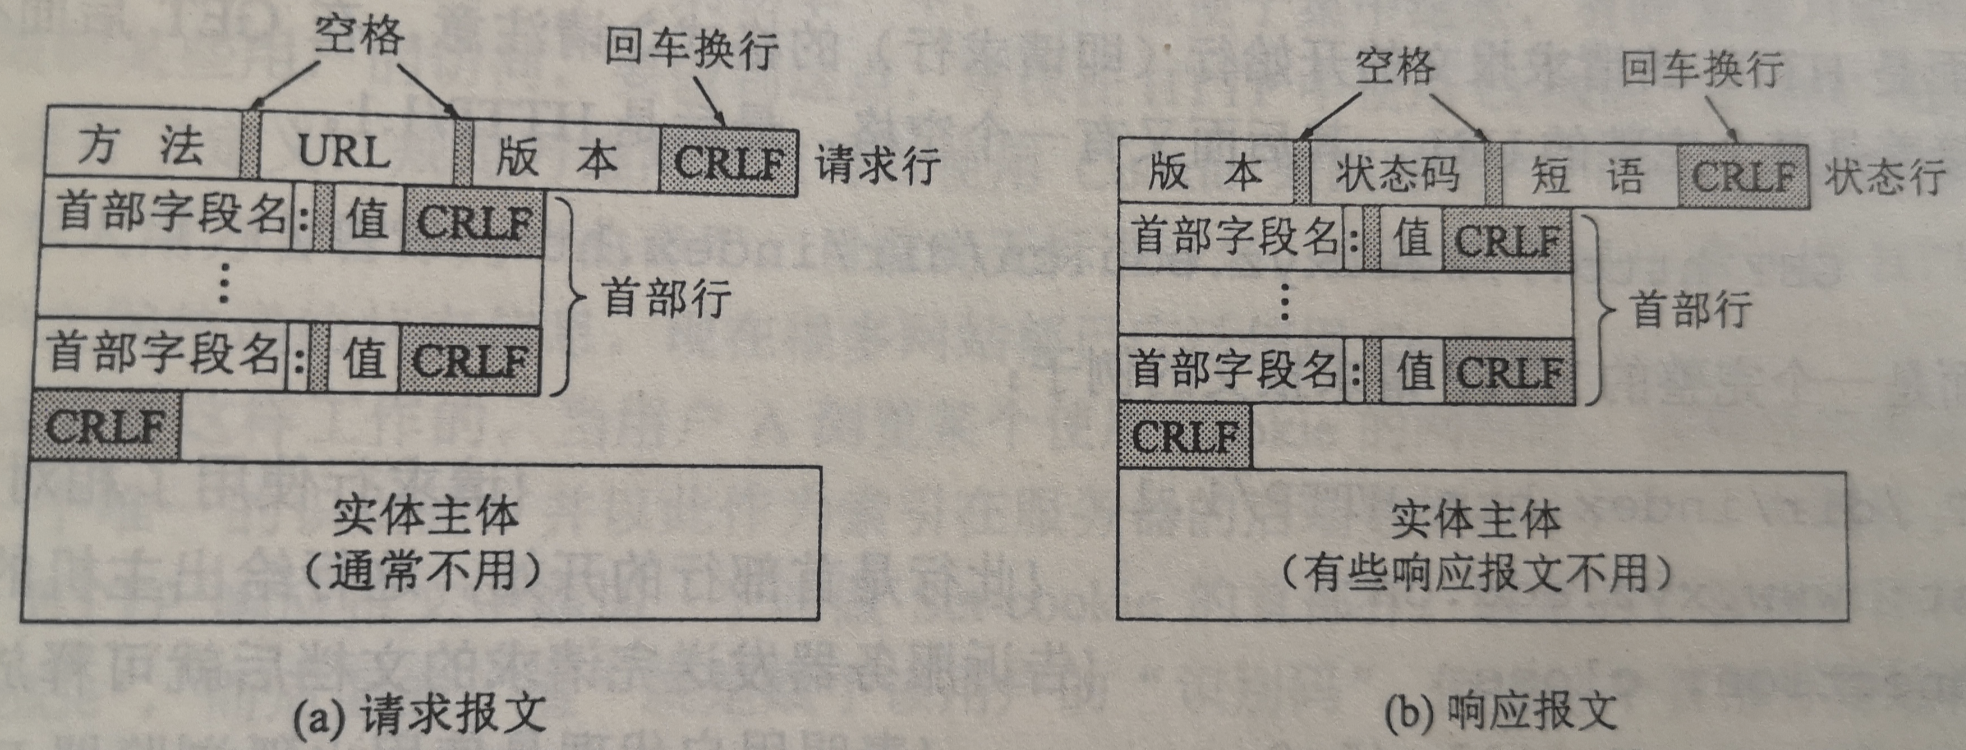 空格
回车换行
方法 URL 版本 CRLF 请求行
首部字段名: 值 CRLF
⋮
首部行
首部字段名: 值 CRLF
CRLF
实体主体
（通常不用）
(a) 请求报文
空格
回车换行
版本 状态码 短语 CRLF 状态行
首部字段名: 值 CRLF
⋮
首部行
首部字段名: 值 CRLF
CRLF
实体主体
（有些响应报文不用）
(b) 响应报文